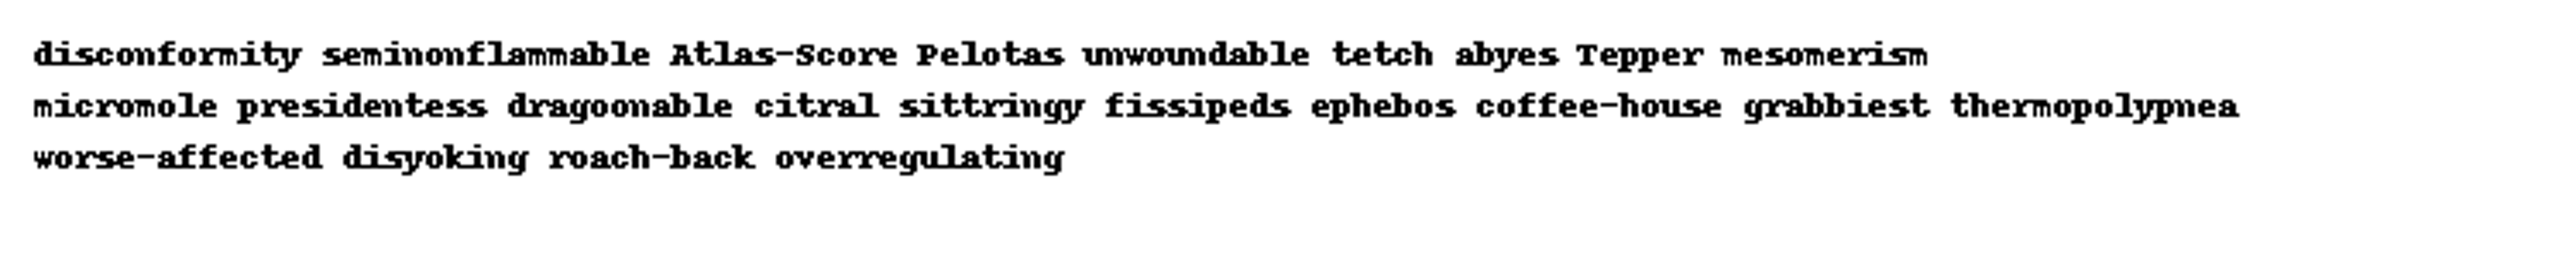 disconformity seminonflammable Atlas-Score Pelotas unwoundable tetch abyes Tepper mesomerism
micromole presidentess dragoonable citral sittringy fissipeds ephebos coffee-house grabbiest thermopolypnea
worse-affected disyoking roach-back overregulating